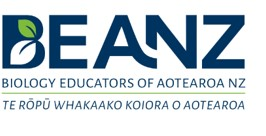 BEANZ
BIOLOGY EDUCATORS OF AOTEAROA NZ
TE RŌPŪ WHAKAAKO KOIORA O AOTEAROA